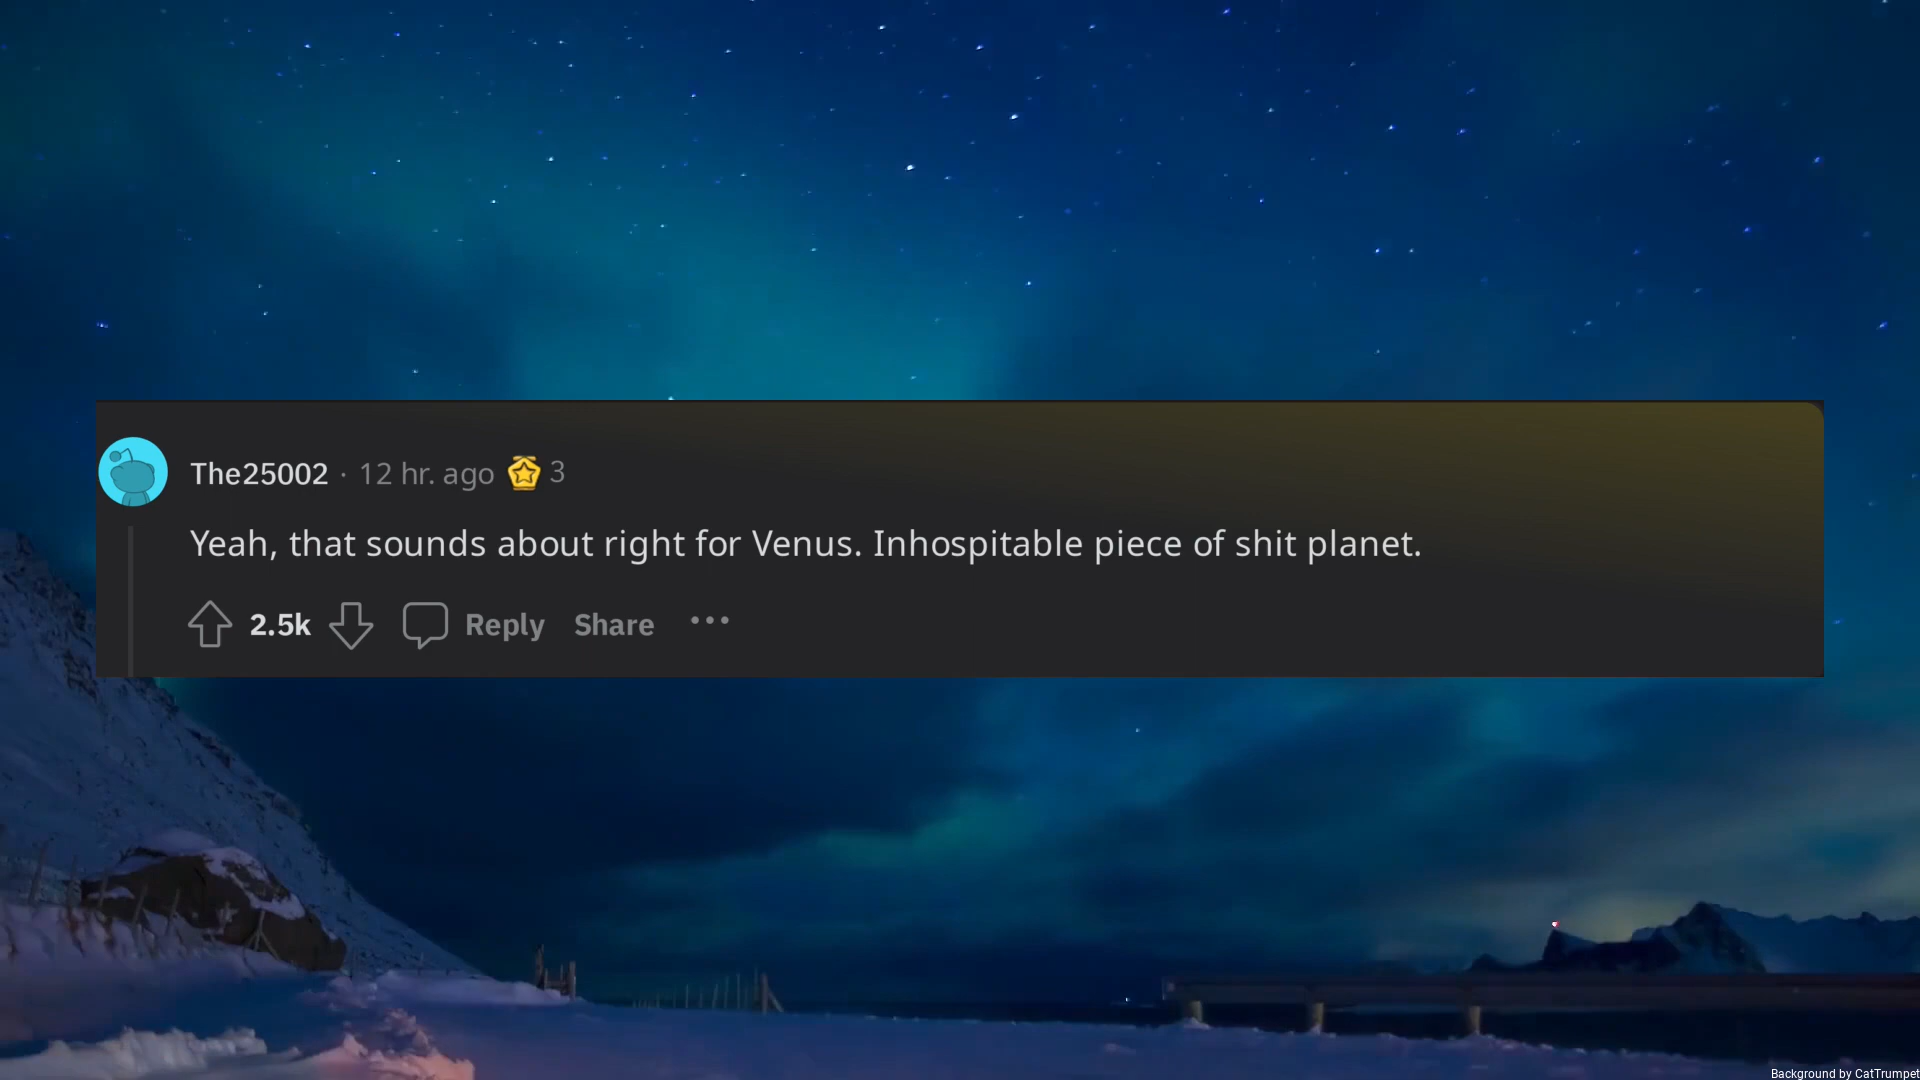 The25002 · 12 hr. ago 3
Yeah, that sounds about right for Venus. Inhospitable piece of shit planet.
2.5k Reply Share ...
Background by CatTrumpet